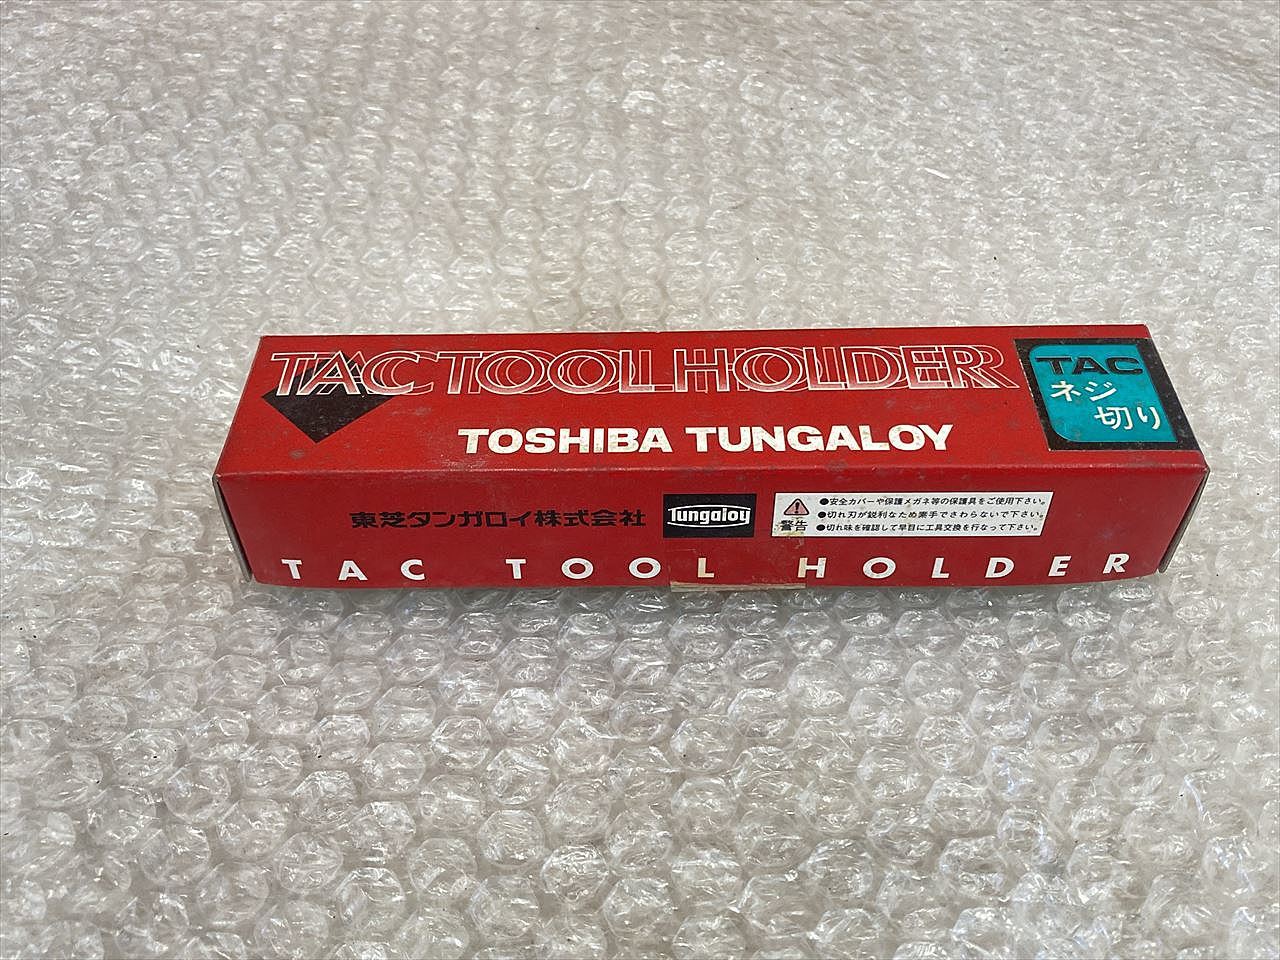 TAC TOOL HOLDER
TOSHIBA TUNGALOY
TAC
ネジ
切り
東芝タンガロイ株式会社
Tungaloy
警告
●安全カバーや保護メガネ等の保護具をご使用下さい。
●切れ刃が鋭利なため素手でさわらないで下さい。
●切れ味を確認して早目に工具交換を行なって下さい。
TAC TOOL HOLDER